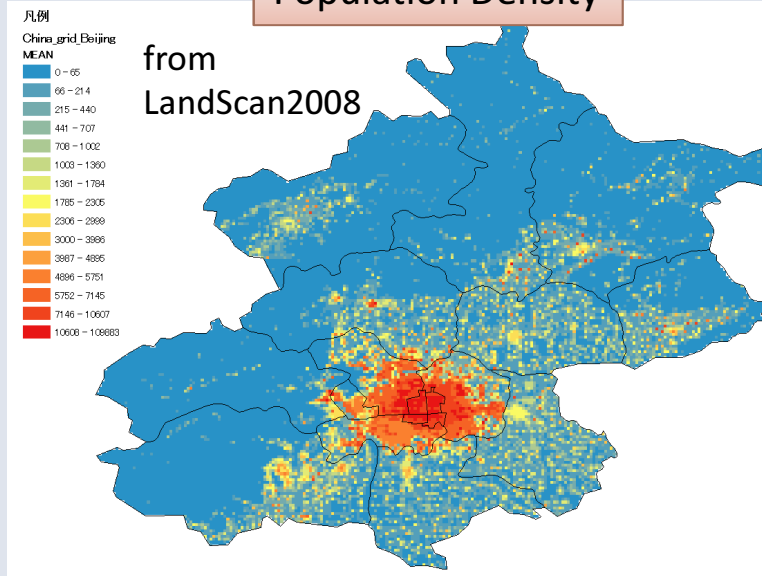 Population Density
凡例
China_grid_Beijing
MEAN
from
LandScan2008
0 - 65
66 - 214
215 - 440
441 - 707
708 - 1002
1003 - 1360
1361 - 1784
1785 - 2305
2306 - 2999
3000 - 3986
3987 - 4895
4896 - 5751
5752 - 7145
7146 - 10607
10608 - 109883